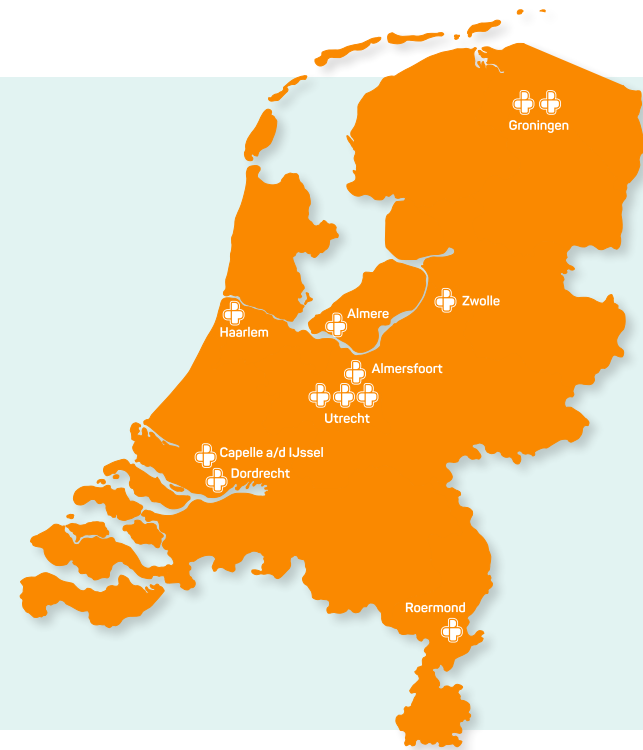 Groningen
Zwolle
Almere
Haarlem
Almersfoort
Utrecht
Capelle a/d IJssel
Dordrecht
Roermond